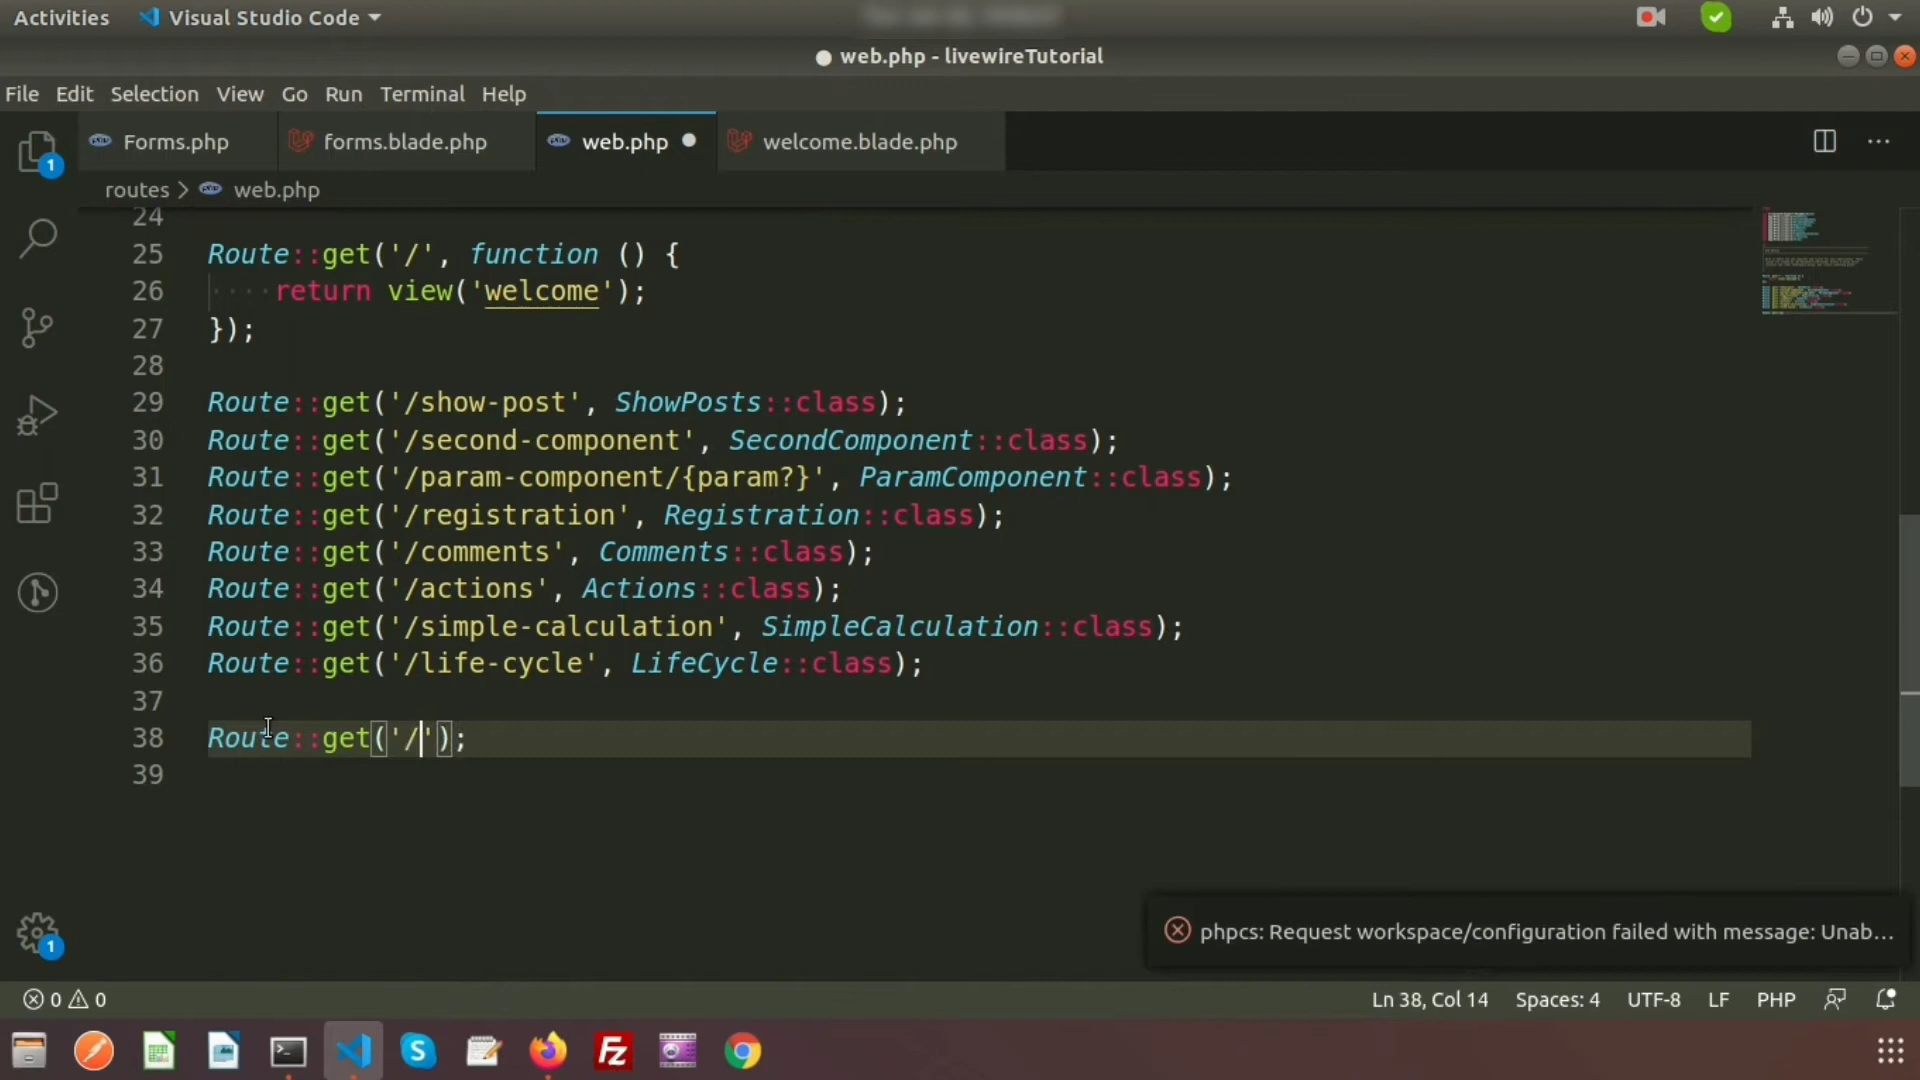 Activities Visual Studio Code
web.php - livewireTutorial
File Edit Selection View Go Run Terminal Help
Forms.php forms.blade.php web.php welcome.blade.php ...
1
routes > web.php
24
25 Route::get('/', function () {
26 ····return view('welcome');
27 });
28
29 Route::get('/show-post', ShowPosts::class);
30 Route::get('/second-component', SecondComponent::class);
31 Route::get('/param-component/{param?}', ParamComponent::class);
32 Route::get('/registration', Registration::class);
33 Route::get('/comments', Comments::class);
34 Route::get('/actions', Actions::class);
35 Route::get('/simple-calculation', SimpleCalculation::class);
36 Route::get('/life-cycle', LifeCycle::class);
37
38 Route::get('/');
39
phpcs: Request workspace/configuration failed with message: Unab...
1
0 0 Ln 38, Col 14 Spaces: 4 UTF-8 LF PHP
S Fz